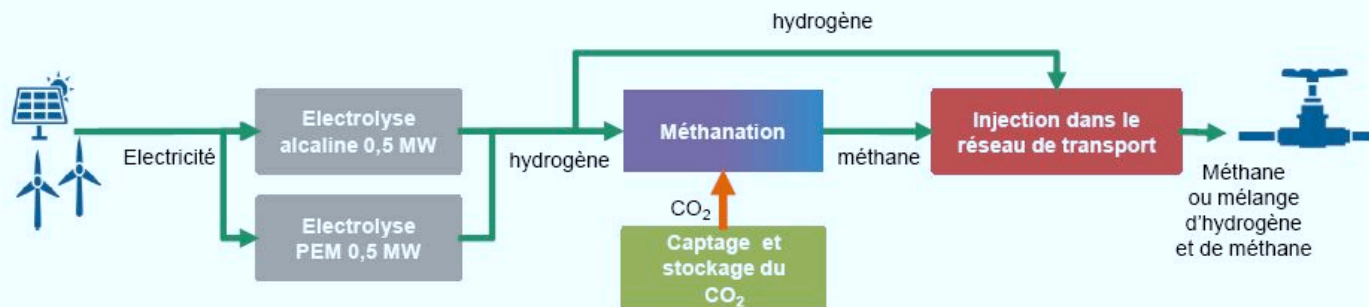 hydrogène
Electrolyse
alcaline 0,5 MW
Méthanation
Injection dans le
réseau de transport
Electricité
hydrogène
méthane
Méthane
ou mélange
d'hydrogène
et de méthane
CO₂
Electrolyse
PEM 0,5 MW
Captage et
stockage du
CO₂